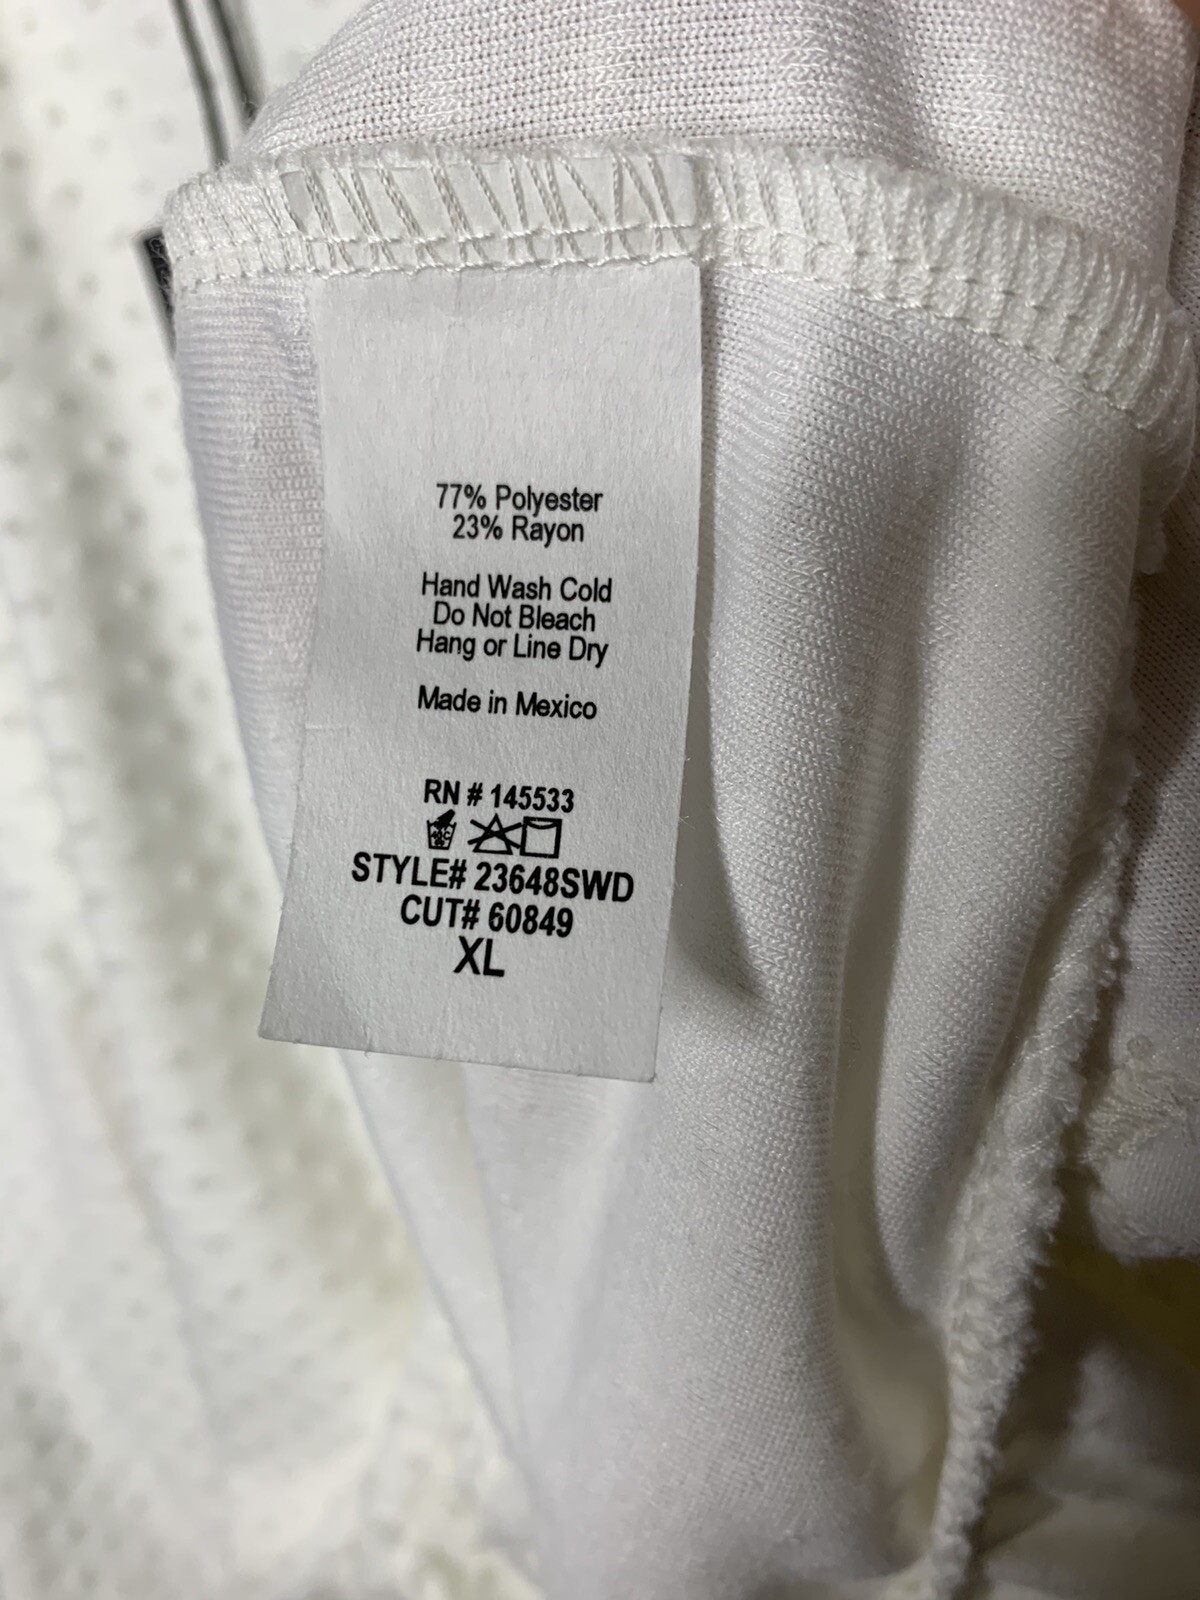 77% Polyester
23% Rayon
Hand Wash Cold
Do Not Bleach
Hang or Line Dry
Made in Mexico
RN # 145533
STYLE# 23648SWD
CUT# 60849
XL